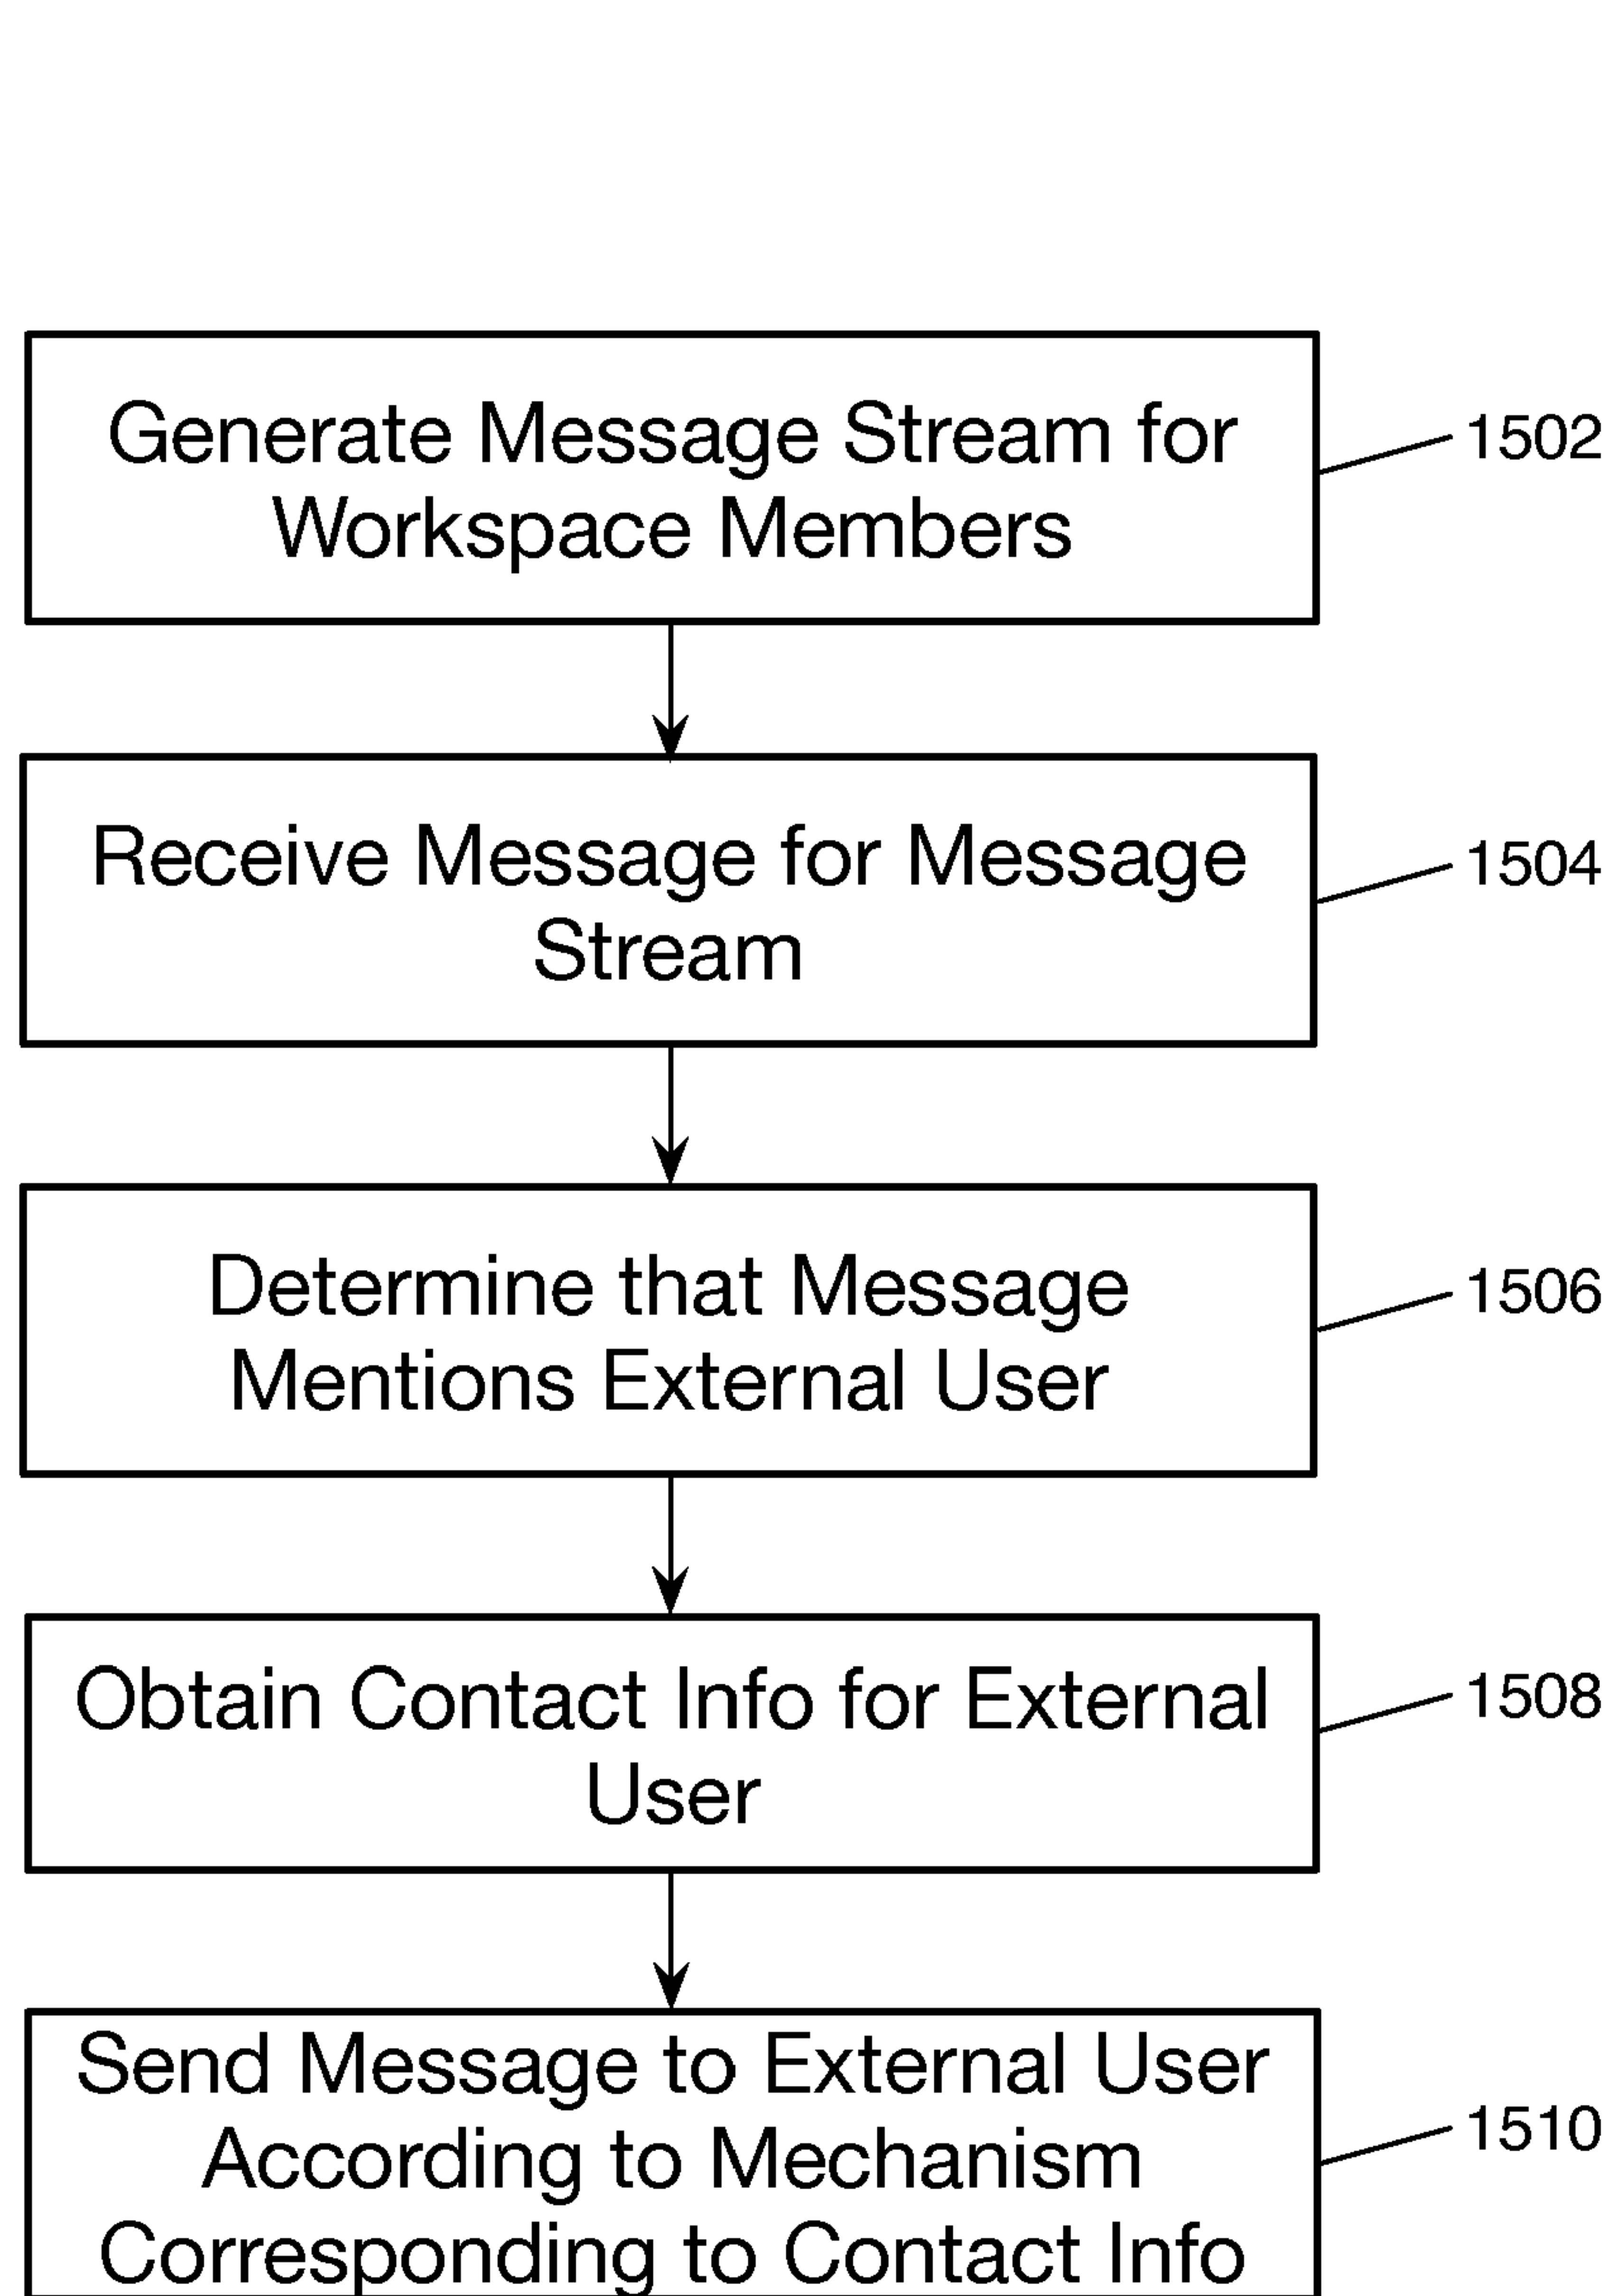 Generate Message Stream for
Workspace Members
1502
Receive Message for Message
Stream
1504
Determine that Message
Mentions External User
1506
Obtain Contact Info for External
User
1508
Send Message to External User
According to Mechanism
Corresponding to Contact Info
1510